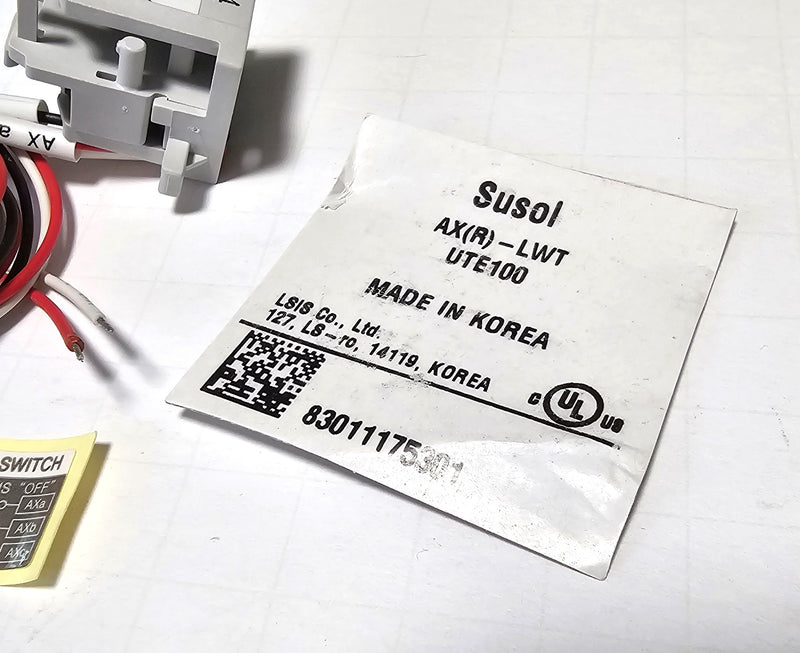 AX a
Susol
AX(R)-LWT
UTE100
MADE IN KOREA
LSIS Co., Ltd.
127, LS-ro, 14119, KOREA
C UL US
83011175301
SWITCH
IS "OFF"
AXa
AXb
AXc